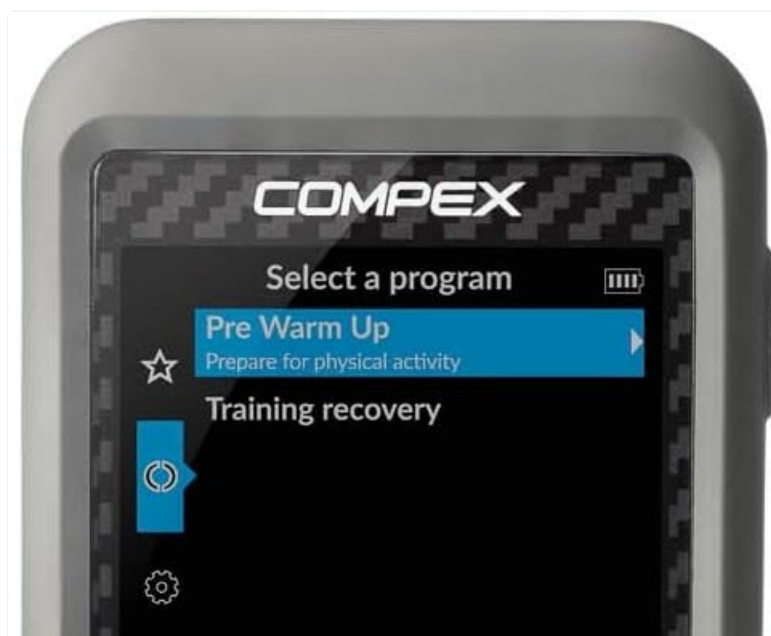 COMPEX
Select a program
Pre Warm Up
Prepare for physical activity
Training recovery